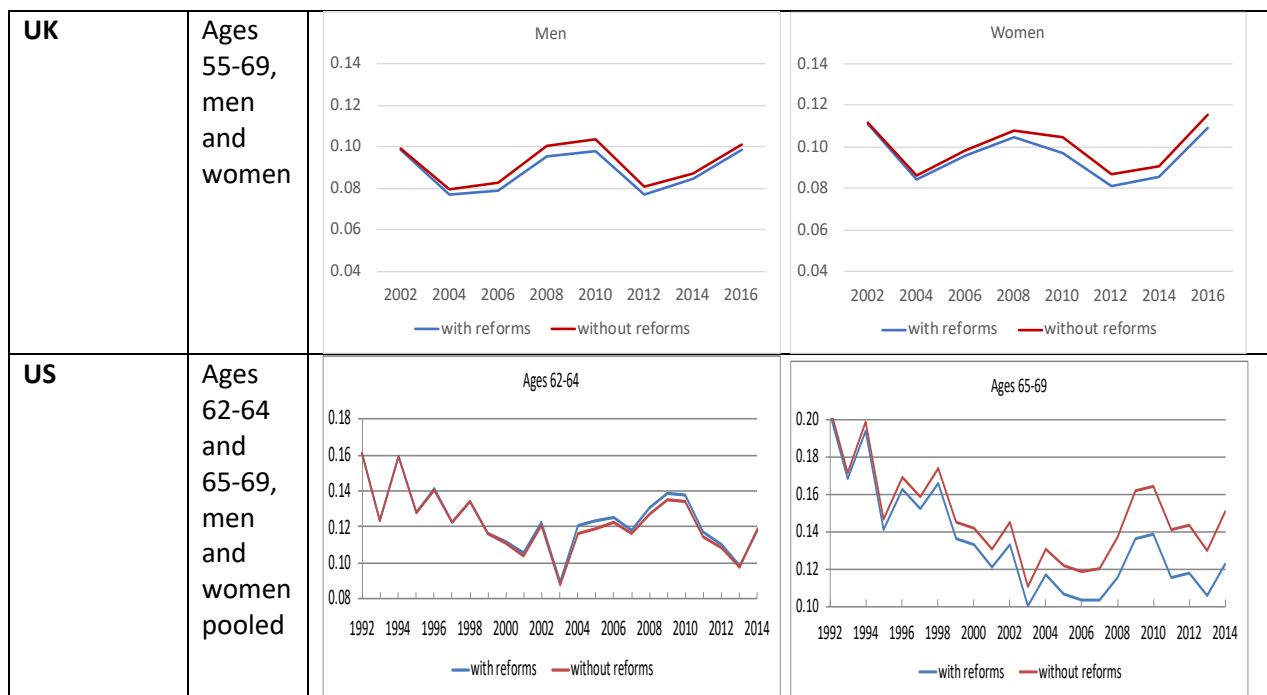 UK
Ages
55-69,
men
and
women
Men
0.14
0.12
0.10
0.08
0.06
0.04
2002 2004 2006 2008 2010 2012 2014 2016
with reforms without reforms
Women
0.14
0.12
0.10
0.08
0.06
0.04
2002 2004 2006 2008 2010 2012 2014 2016
with reforms without reforms
US
Ages
62-64
and
65-69,
men
and
women
pooled
Ages 62-64
0.18
0.16
0.14
0.12
0.10
0.08
1992 1994 1996 1998 2000 2002 2004 2006 2008 2010 2012 2014
with reforms without reforms
Ages 65-69
0.20
0.18
0.16
0.14
0.12
0.10
1992 1994 1996 1998 2000 2002 2004 2006 2008 2010 2012 2014
with reforms without reforms